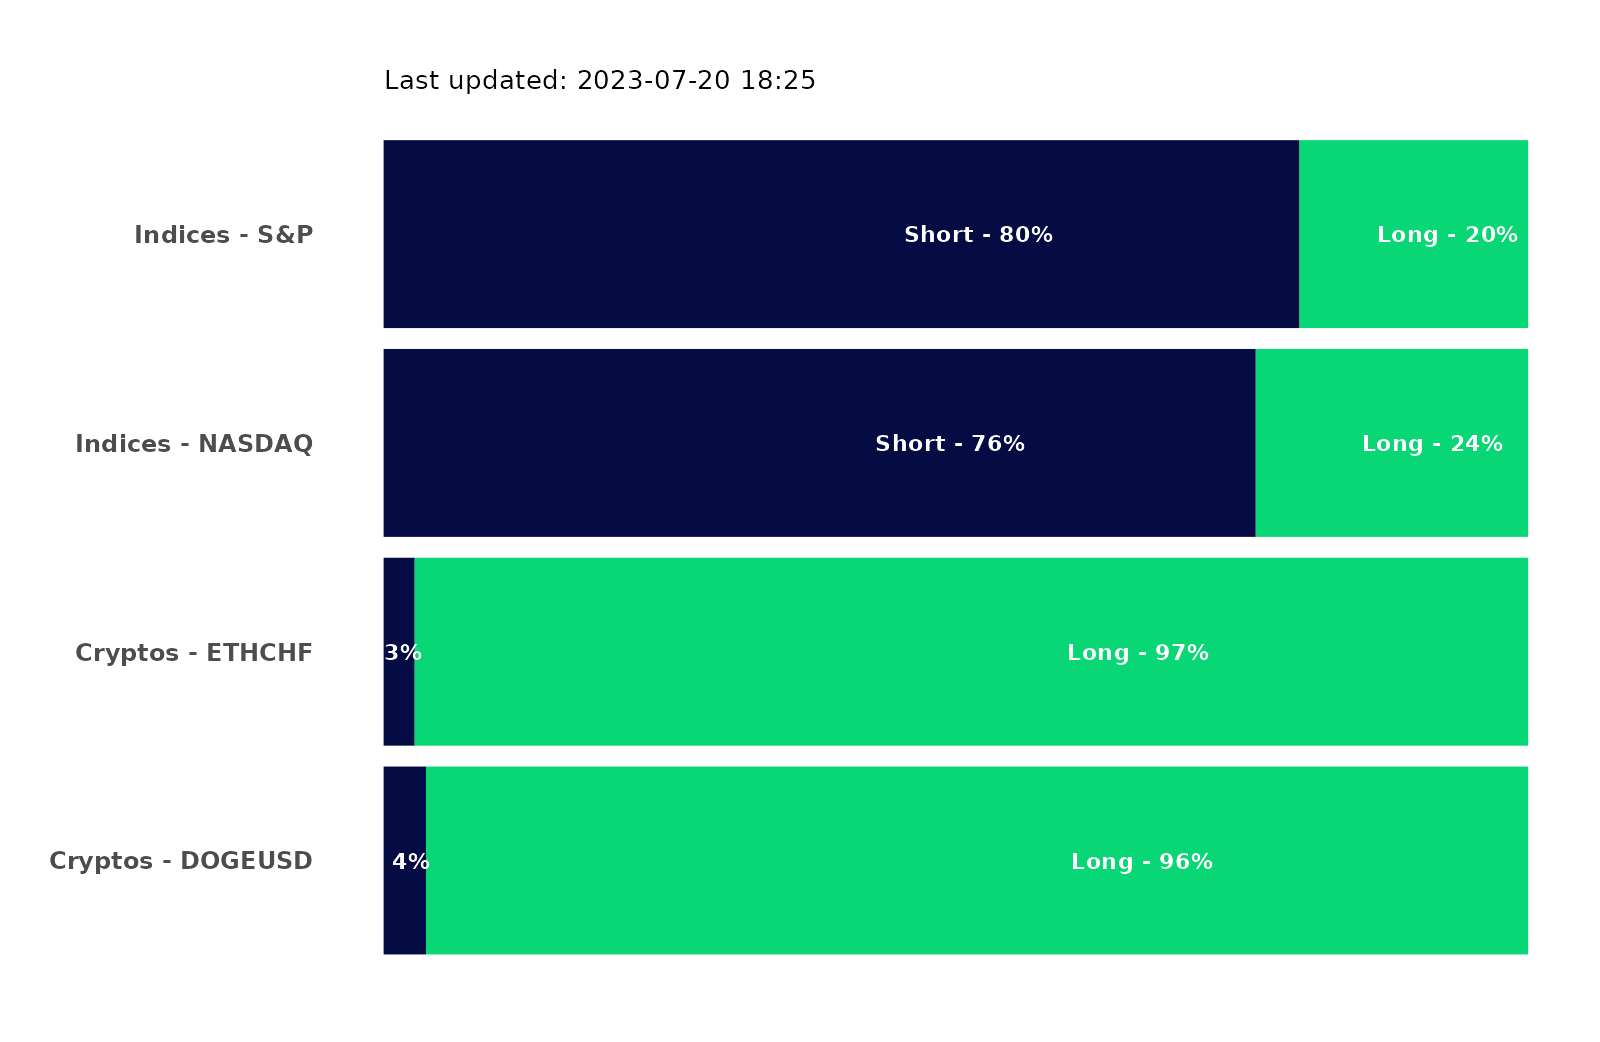 Last updated: 2023-07-20 18:25
Indices - S&P Short - 80% Long - 20%
Indices - NASDAQ Short - 76% Long - 24%
Cryptos - ETHCHF 3% Long - 97%
Cryptos - DOGEUSD 4% Long - 96%